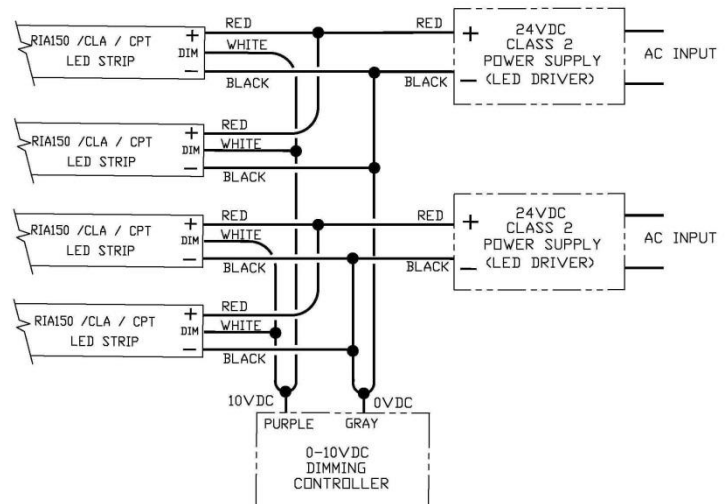 RED
WHITE
BLACK
RIA150 /CLA / CPT
LED STRIP
+
DIM
−
RED
BLACK
+
−
24VDC
CLASS 2
POWER SUPPLY
(LED DRIVER)
AC INPUT
RIA150 /CLA / CPT
LED STRIP
+
DIM
−
RED
WHITE
BLACK
RIA150 /CLA / CPT
LED STRIP
+
DIM
−
RED
WHITE
BLACK
RED
BLACK
+
−
24VDC
CLASS 2
POWER SUPPLY
(LED DRIVER)
AC INPUT
RIA150 /CLA / CPT
LED STRIP
+
DIM
−
RED
WHITE
BLACK
10VDC
0VDC
PURPLE
GRAY
0-10VDC
DIMMING
CONTROLLER